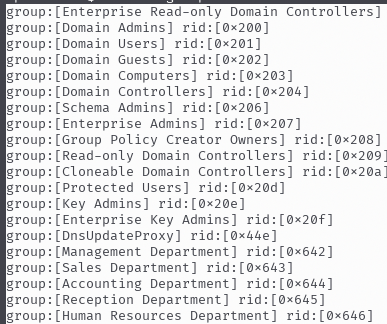 group:[Enterprise Read-only Domain Controllers]
group:[Domain Admins] rid:[0×200]
group:[Domain Users] rid:[0×201]
group:[Domain Guests] rid:[0×202]
group:[Domain Computers] rid:[0×203]
group:[Domain Controllers] rid:[0×204]
group:[Schema Admins] rid:[0×206]
group:[Enterprise Admins] rid:[0×207]
group:[Group Policy Creator Owners] rid:[0×208]
group:[Read-only Domain Controllers] rid:[0×209]
group:[Cloneable Domain Controllers] rid:[0×20a]
group:[Protected Users] rid:[0×20d]
group:[Key Admins] rid:[0×20e]
group:[Enterprise Key Admins] rid:[0×20f]
group:[DnsUpdateProxy] rid:[0×44e]
group:[Management Department] rid:[0×642]
group:[Sales Department] rid:[0×643]
group:[Accounting Department] rid:[0×644]
group:[Reception Department] rid:[0×645]
group:[Human Resources Department] rid:[0×646]